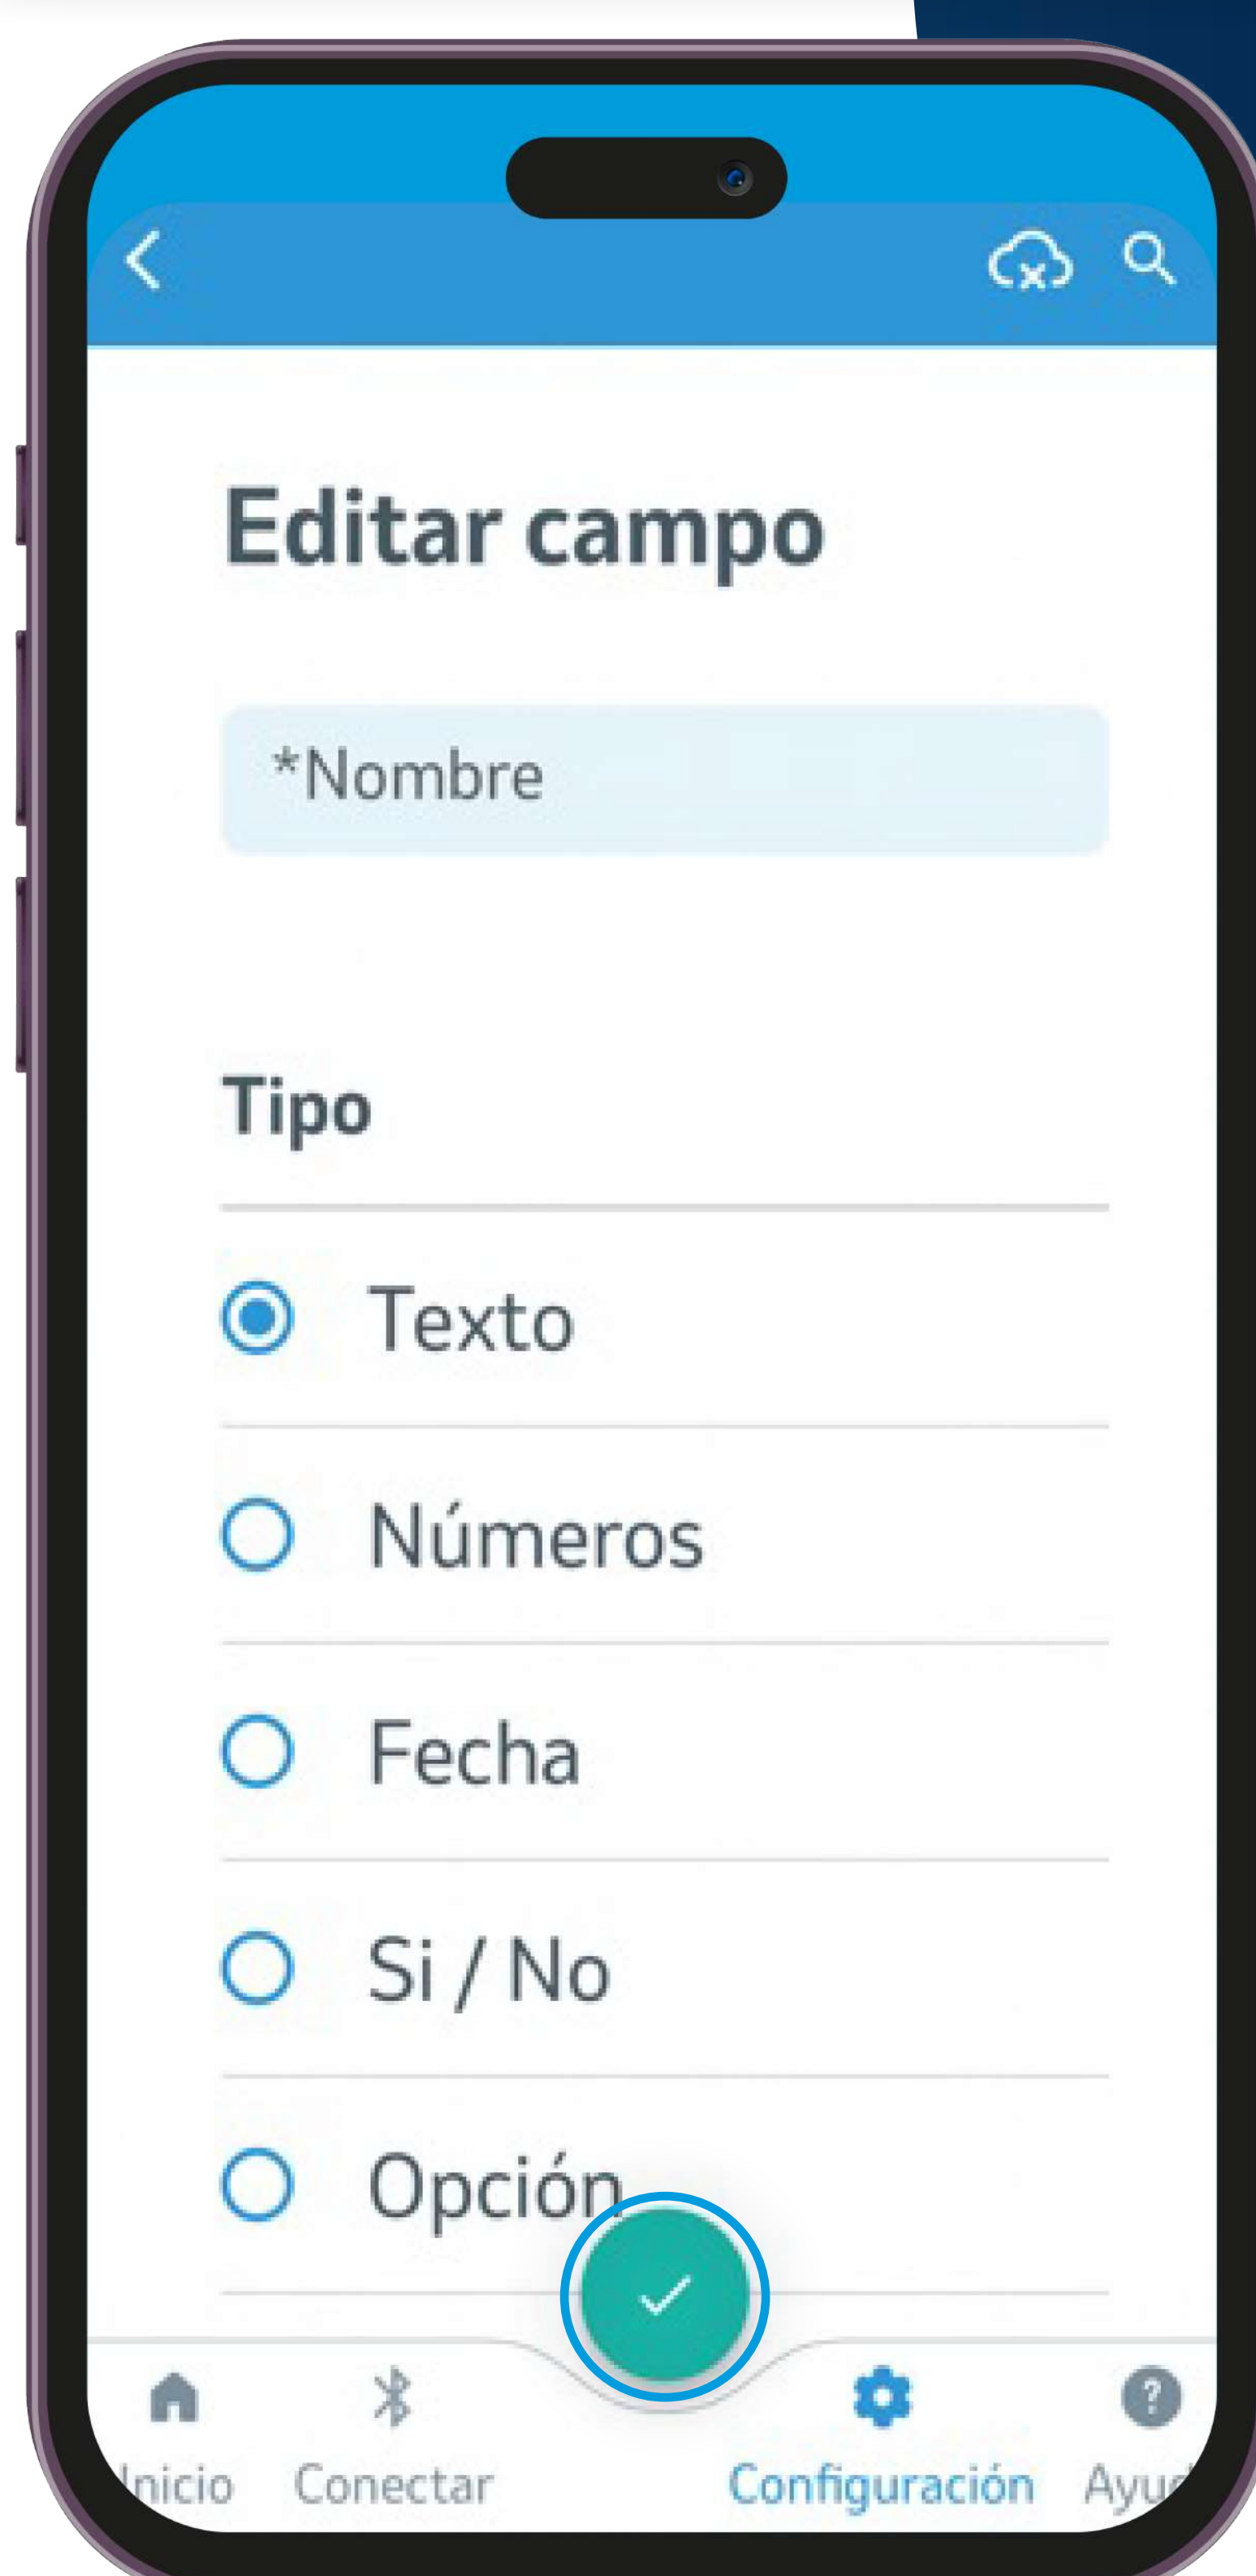 Editar campo
*Nombre
Tipo
Texto
Números
Fecha
Si / No
Opción
Conectar
Configuración